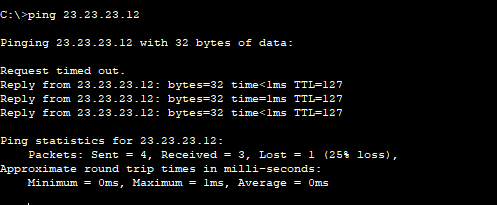 C:\>ping 23.23.23.12
Pinging 23.23.23.12 with 32 bytes of data:
Request timed out.
Reply from 23.23.23.12: bytes=32 time<1ms TTL=127
Reply from 23.23.23.12: bytes=32 time=1ms TTL=127
Reply from 23.23.23.12: bytes=32 time<1ms TTL=127
Ping statistics for 23.23.23.12:
    Packets: Sent = 4, Received = 3, Lost = 1 (25% loss),
Approximate round trip times in milli-seconds:
    Minimum = 0ms, Maximum = 1ms, Average = 0ms